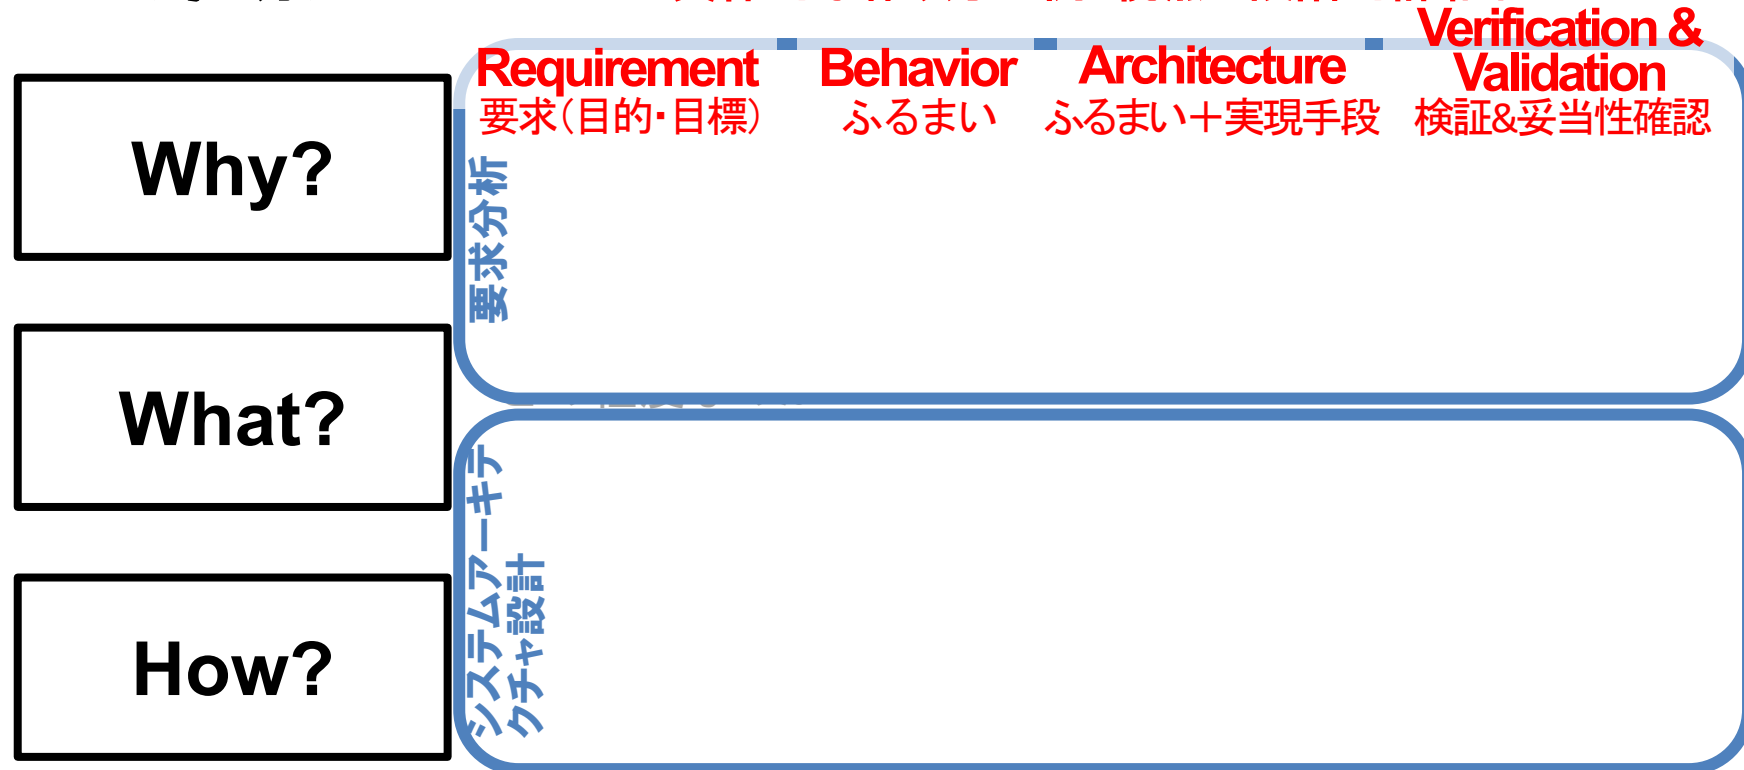 Requirement
要求(目的・目標)
Behavior
ふるまい
Architecture
ふるまい＋実現手段
Verification &
Validation
検証&妥当性確認
Why?
What?
How?
要求分析
システムアーキテ
クチャ設計